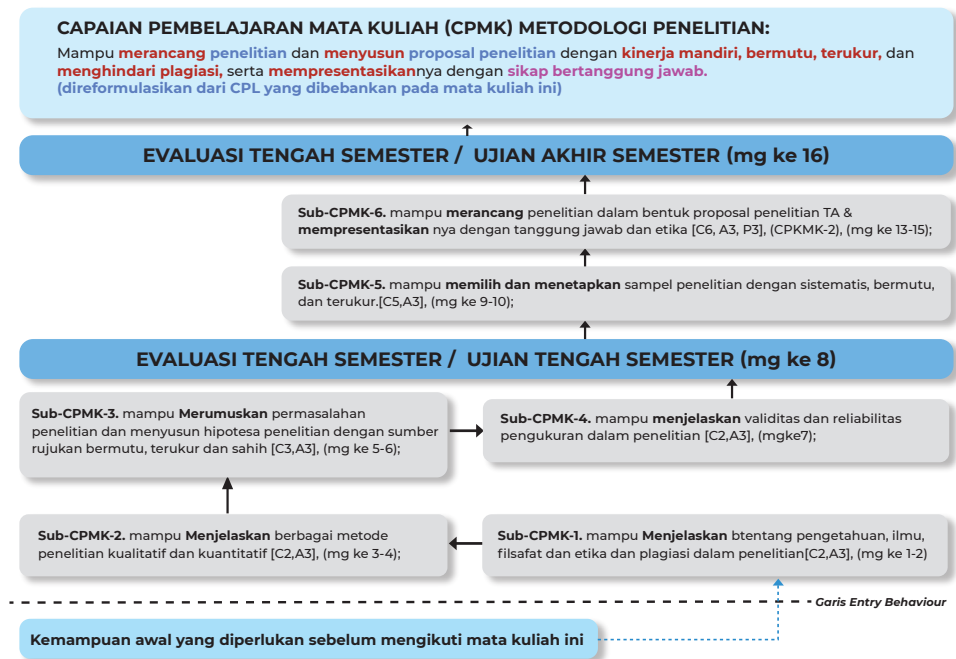 CAPAIAN PEMBELAJARAN MATA KULIAH (CPMK) METODOLOGI PENELITIAN:
Mampu merancang penelitian dan menyusun proposal penelitian dengan kinerja mandiri, bermutu, terukur, dan
menghindari plagiasi, serta mempresentasikannya dengan sikap bertanggung jawab.
(direformulasikan dari CPL yang dibebankan pada mata kuliah ini)
EVALUASI TENGAH SEMESTER / UJIAN AKHIR SEMESTER (mg ke 16)
Sub-CPMK-6. mampu merancang penelitian dalam bentuk proposal penelitian TA &
mempresentasikan nya dengan tanggung jawab dan etika [C6, A3, P3], (CPKMK-2), (mg ke 13-15);
Sub-CPMK-5. mampu memilih dan menetapkan sampel penelitian dengan sistematis, bermutu,
dan terukur.[C5,A3], (mg ke 9-10);
EVALUASI TENGAH SEMESTER / UJIAN TENGAH SEMESTER (mg ke 8)
Sub-CPMK-3. mampu Merumuskan permasalahan
penelitian dan menyusun hipotesa penelitian dengan sumber
rujukan bermutu, terukur dan sahih [C3,A3], (mg ke 5-6);
Sub-CPMK-4. mampu menjelaskan validitas dan reliabilitas
pengukuran dalam penelitian [C2,A3], (mgke7);
Sub-CPMK-2. mampu Menjelaskan berbagai metode
penelitian kualitatif dan kuantitatif [C2,A3], (mg ke 3-4);
Sub-CPMK-1. mampu Menjelaskan btentang pengetahuan, ilmu,
filsafat dan etika dan plagiasi dalam penelitian[C2,A3], (mg ke 1-2)
Garis Entry Behaviour
Kemampuan awal yang diperlukan sebelum mengikuti mata kuliah ini